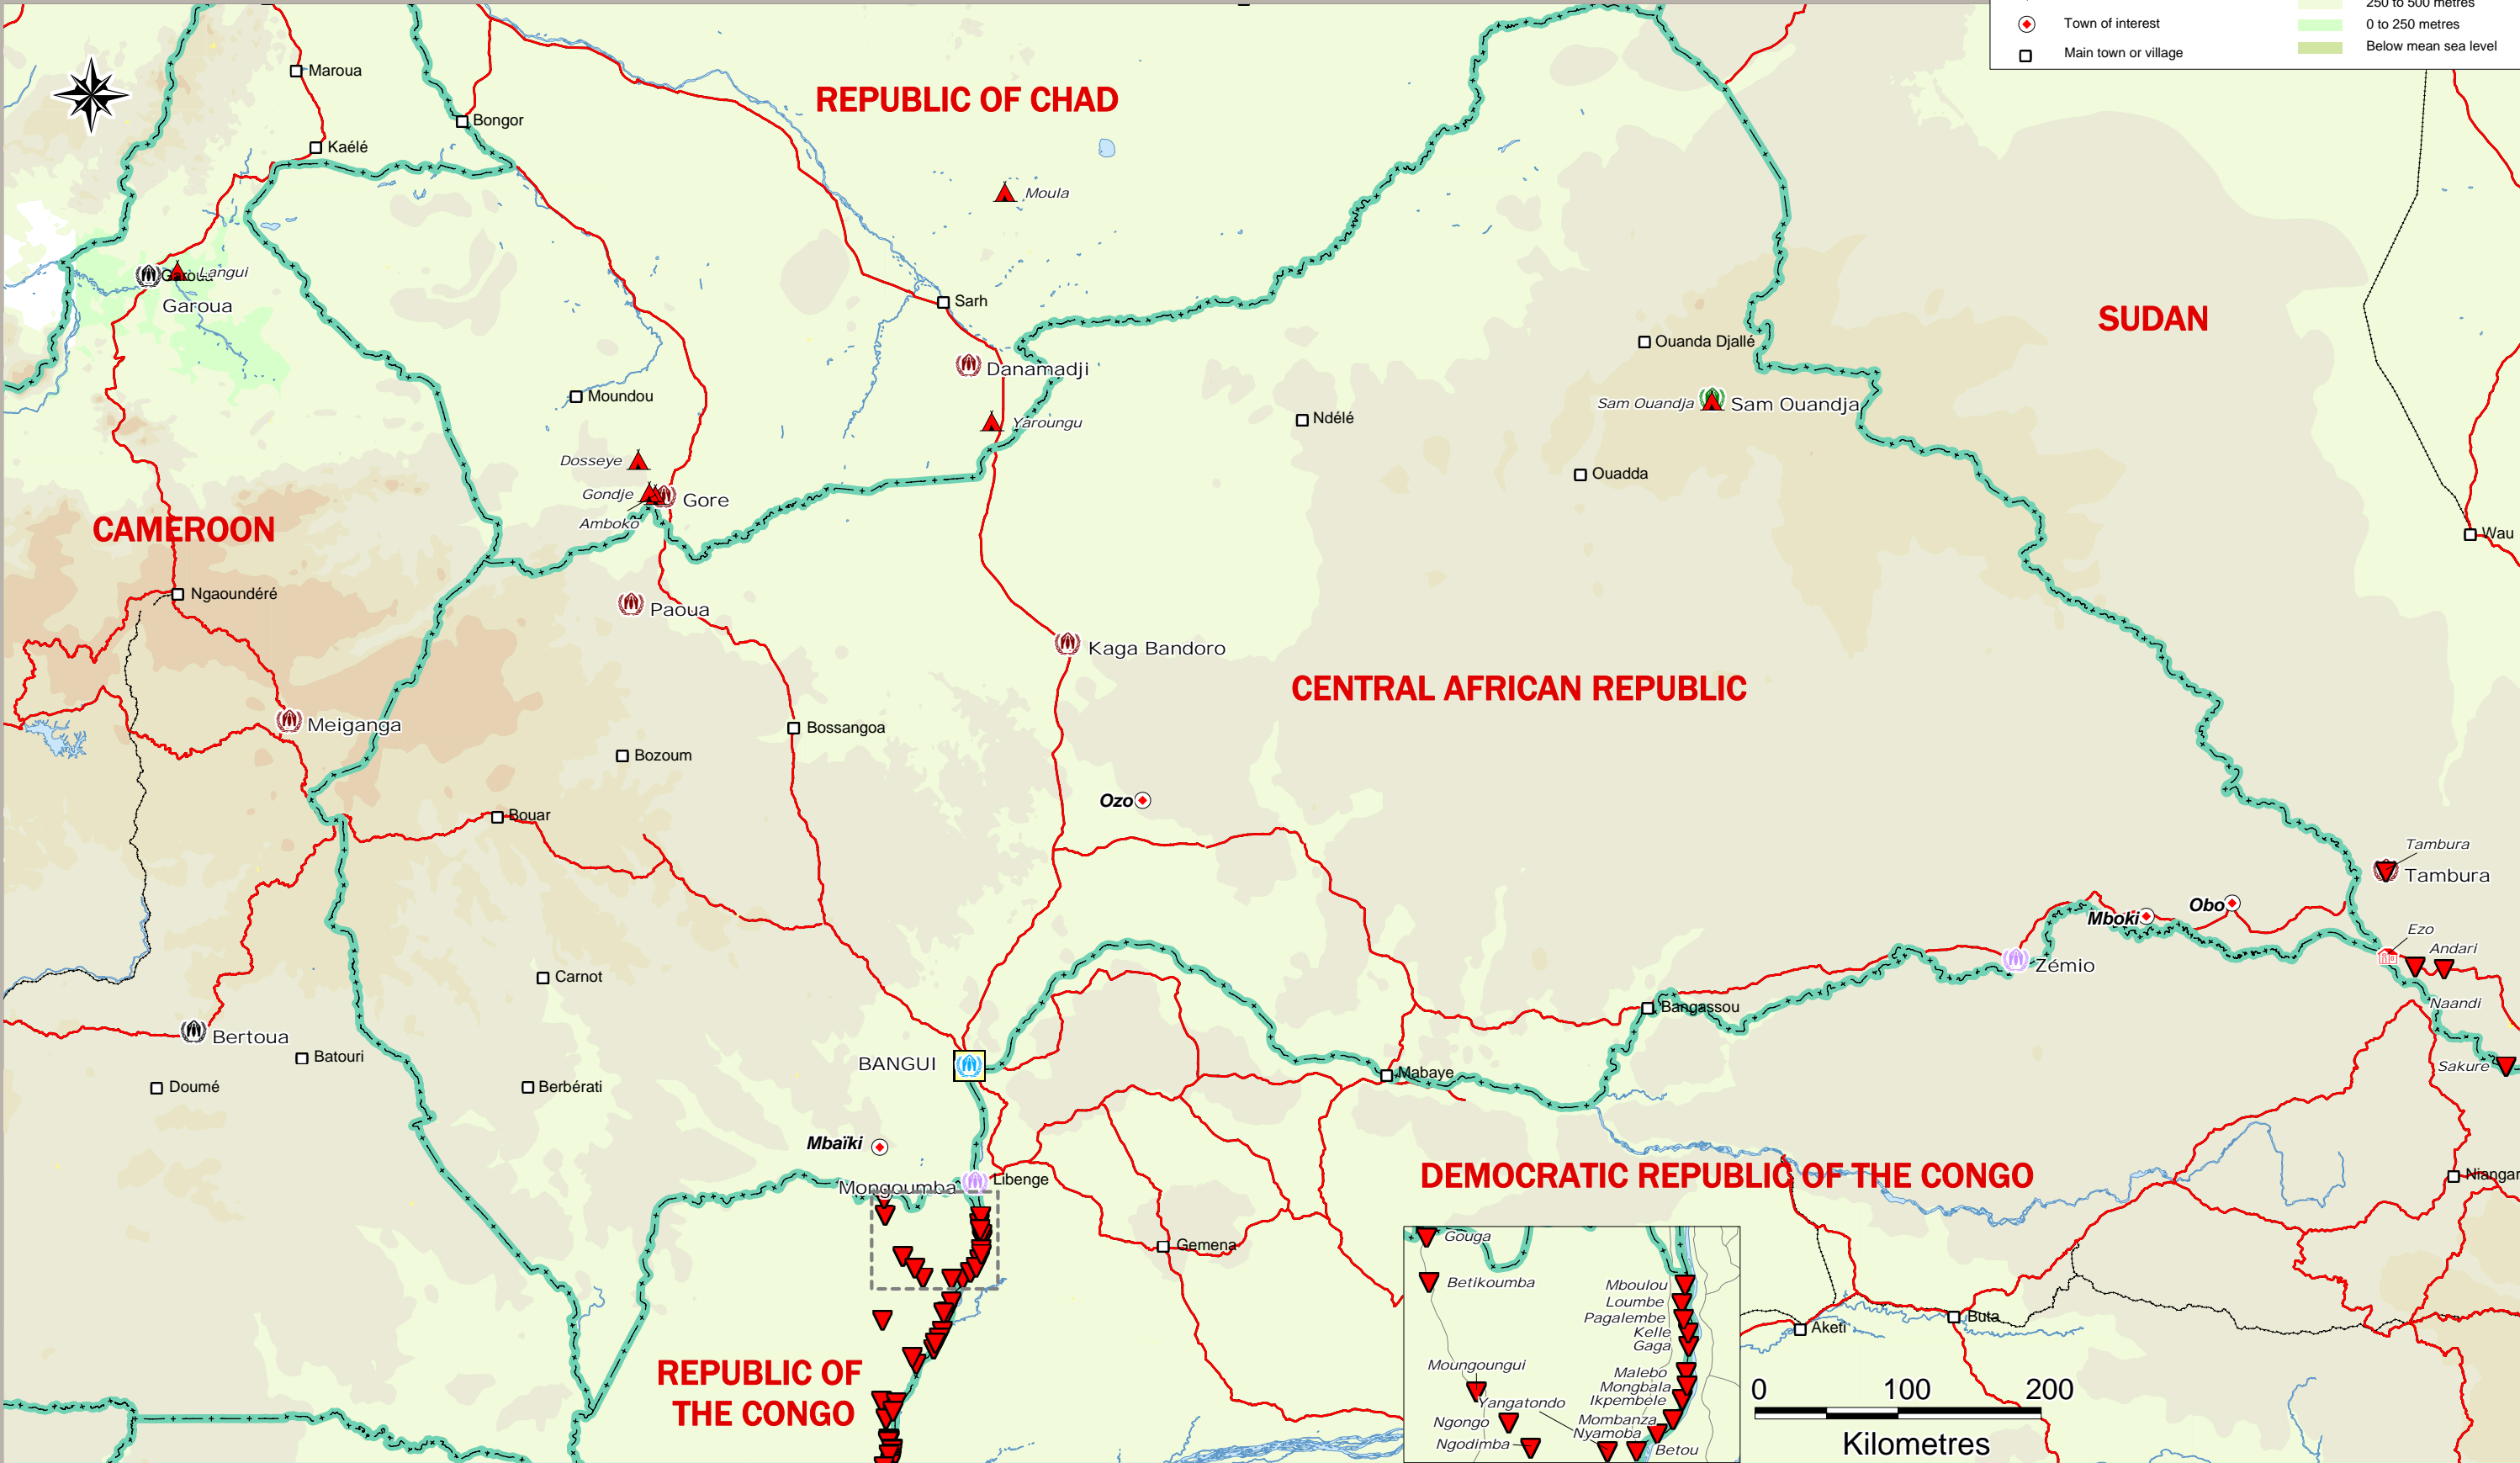 250 to 500 metres
Town of interest
0 to 250 metres
Main town or village
Below mean sea level
Maroua
REPUBLIC OF CHAD
Bongor
Kaélé
Moula
Garoua
Langui
Garoua
Sarh
SUDAN
Ouanda Djallé
Danamadji
Moundou
Sam Ouandja
Sam Ouandja
Ndélé
Yaroungu
Dosseye
Ouadda
Gondje
Gore
Amboko
CAMEROON
Wau
Ngaoundéré
Paoua
Kaga Bandoro
CENTRAL AFRICAN REPUBLIC
Meiganga
Bossangoa
Bozoum
Ozo
Bouar
Tambura
Tambura
Obo
Mboki
Ezo
Andari
Zémio
Carnot
Naandi
Bangassou
Bertoua
Batouri
BANGUI
Sakure
Mabaye
Doumé
Berbérati
Mbaïki
DEMOCRATIC REPUBLIC OF THE CONGO
Niangar
Libenge
Mongoumba
Gouga
Gemena
Betikoumba
Mboulou
Loumbe
Pagalembe
Kelle
Gaga
Buta
Aketi
Moungoungui
Malebo
Mongbala
Ikpembele
Yangatondo
Mombanza
Ngongo
Nyamoba
Ngodimba
Betou
REPUBLIC OF
THE CONGO
0 100 200
Kilometres